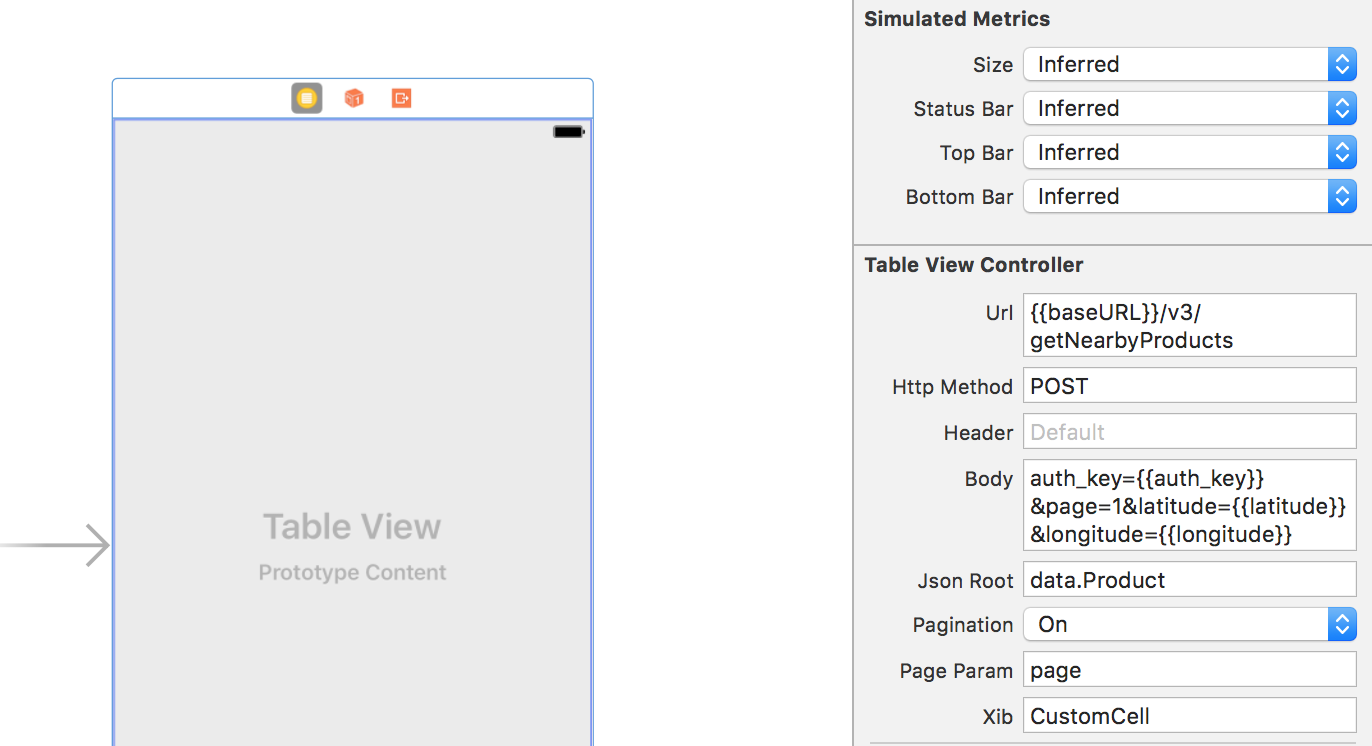 Simulated Metrics
Size Inferred
Status Bar Inferred
Top Bar Inferred
Bottom Bar Inferred
Table View Controller
Url {{baseURL}}/v3/
getNearbyProducts
Http Method POST
Header Default
Body auth_key={{auth_key}}
&page=1&latitude={{latitude}}
&longitude={{longitude}}
Json Root data.Product
Pagination On
Page Param page
Xib CustomCell
1
Table View
Prototype Content